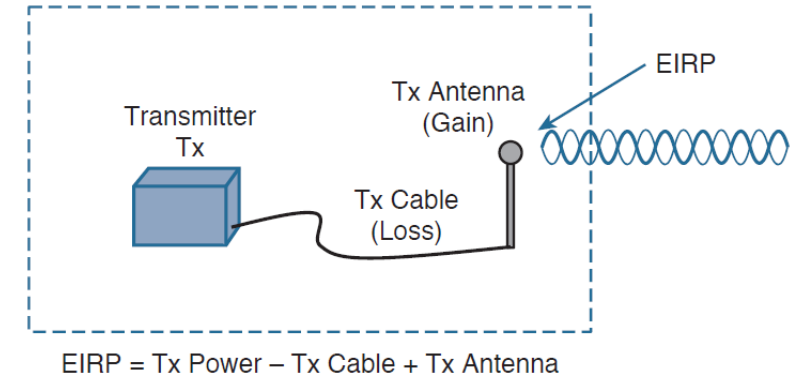 EIRP
Tx Antenna
(Gain)
Transmitter
Tx
Tx Cable
(Loss)
EIRP = Tx Power – Tx Cable + Tx Antenna